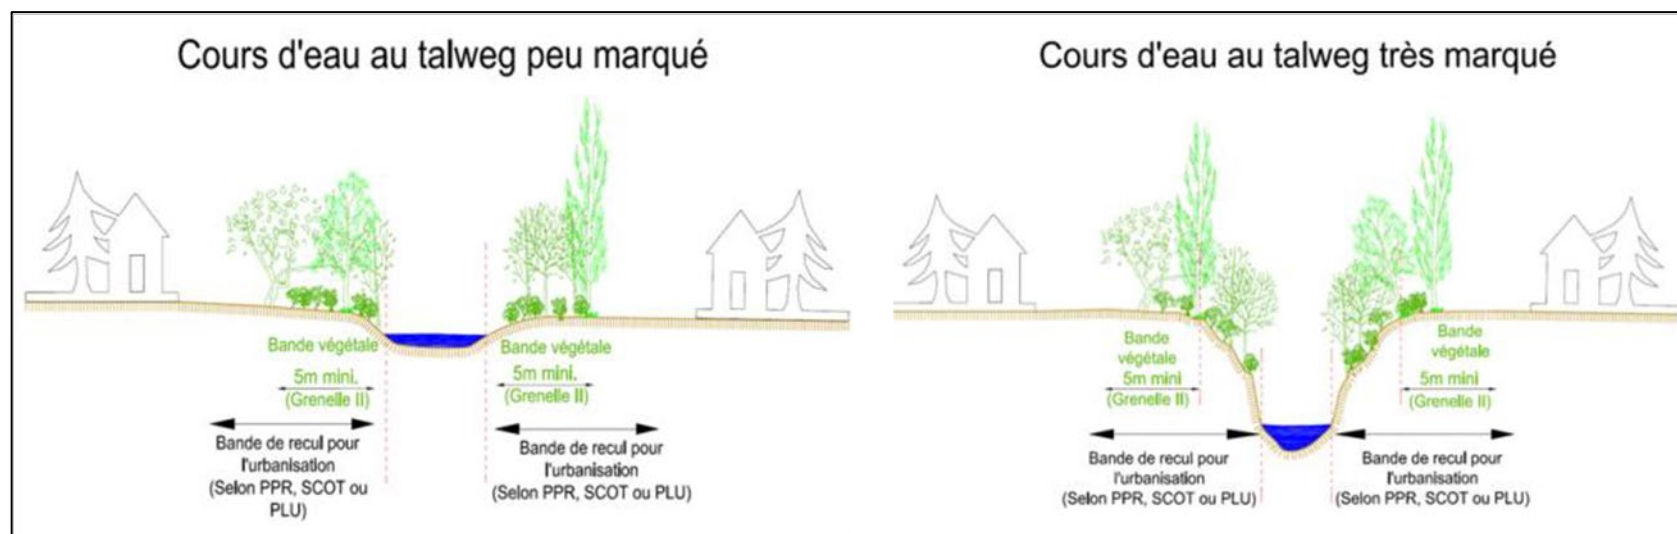 Cours d'eau au talweg peu marqué
Bande végétale
5m mini.
(Grenelle II)
Bande de recul pour
l'urbanisation
(Selon PPR, SCOT ou
PLU)
Bande végétale
5m mini.
(Grenelle II)
Bande de recul pour
l'urbanisation
(Selon PPR, SCOT ou PLU)
Cours d'eau au talweg très marqué
Bande
végétale
5m mini
(Grenelle II)
Bande de recul pour
l'urbanisation
(Selon PPR, SCOT ou PLU)
Bande
végétale
5m mini
(Grenelle II)
Bande de recul pour
l'urbanisation
(Selon PPR, SCOT ou PLU)